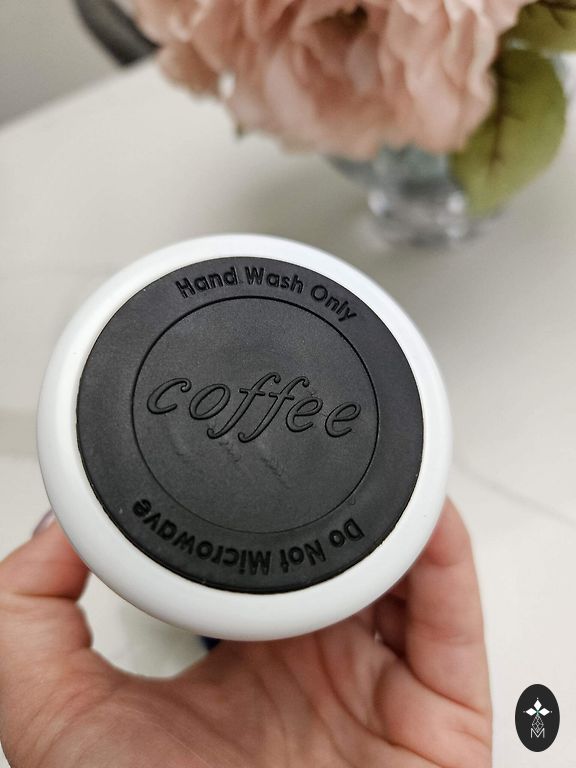 Hand Wash Only
coffee
Do Not Microwave